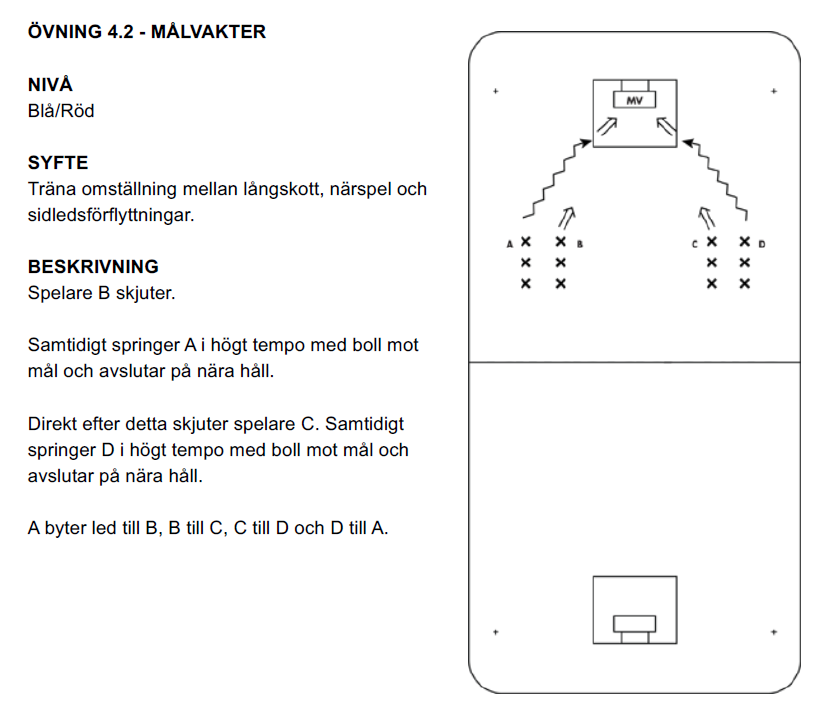 ÖVNING 4.2 - MÅLVAKTER
NIVÅ
Blå/Röd
SYFTE
Träna omställning mellan långskott, närspel och
sidledsförflyttningar.
BESKRIVNING
Spelare B skjuter.
Samtidigt springer A i högt tempo med boll mot
mål och avslutar på nära håll.
Direkt efter detta skjuter spelare C. Samtidigt
springer D i högt tempo med boll mot mål och
avslutar på nära håll.
A byter led till B, B till C, C till D och D till A.
MV
A B C D